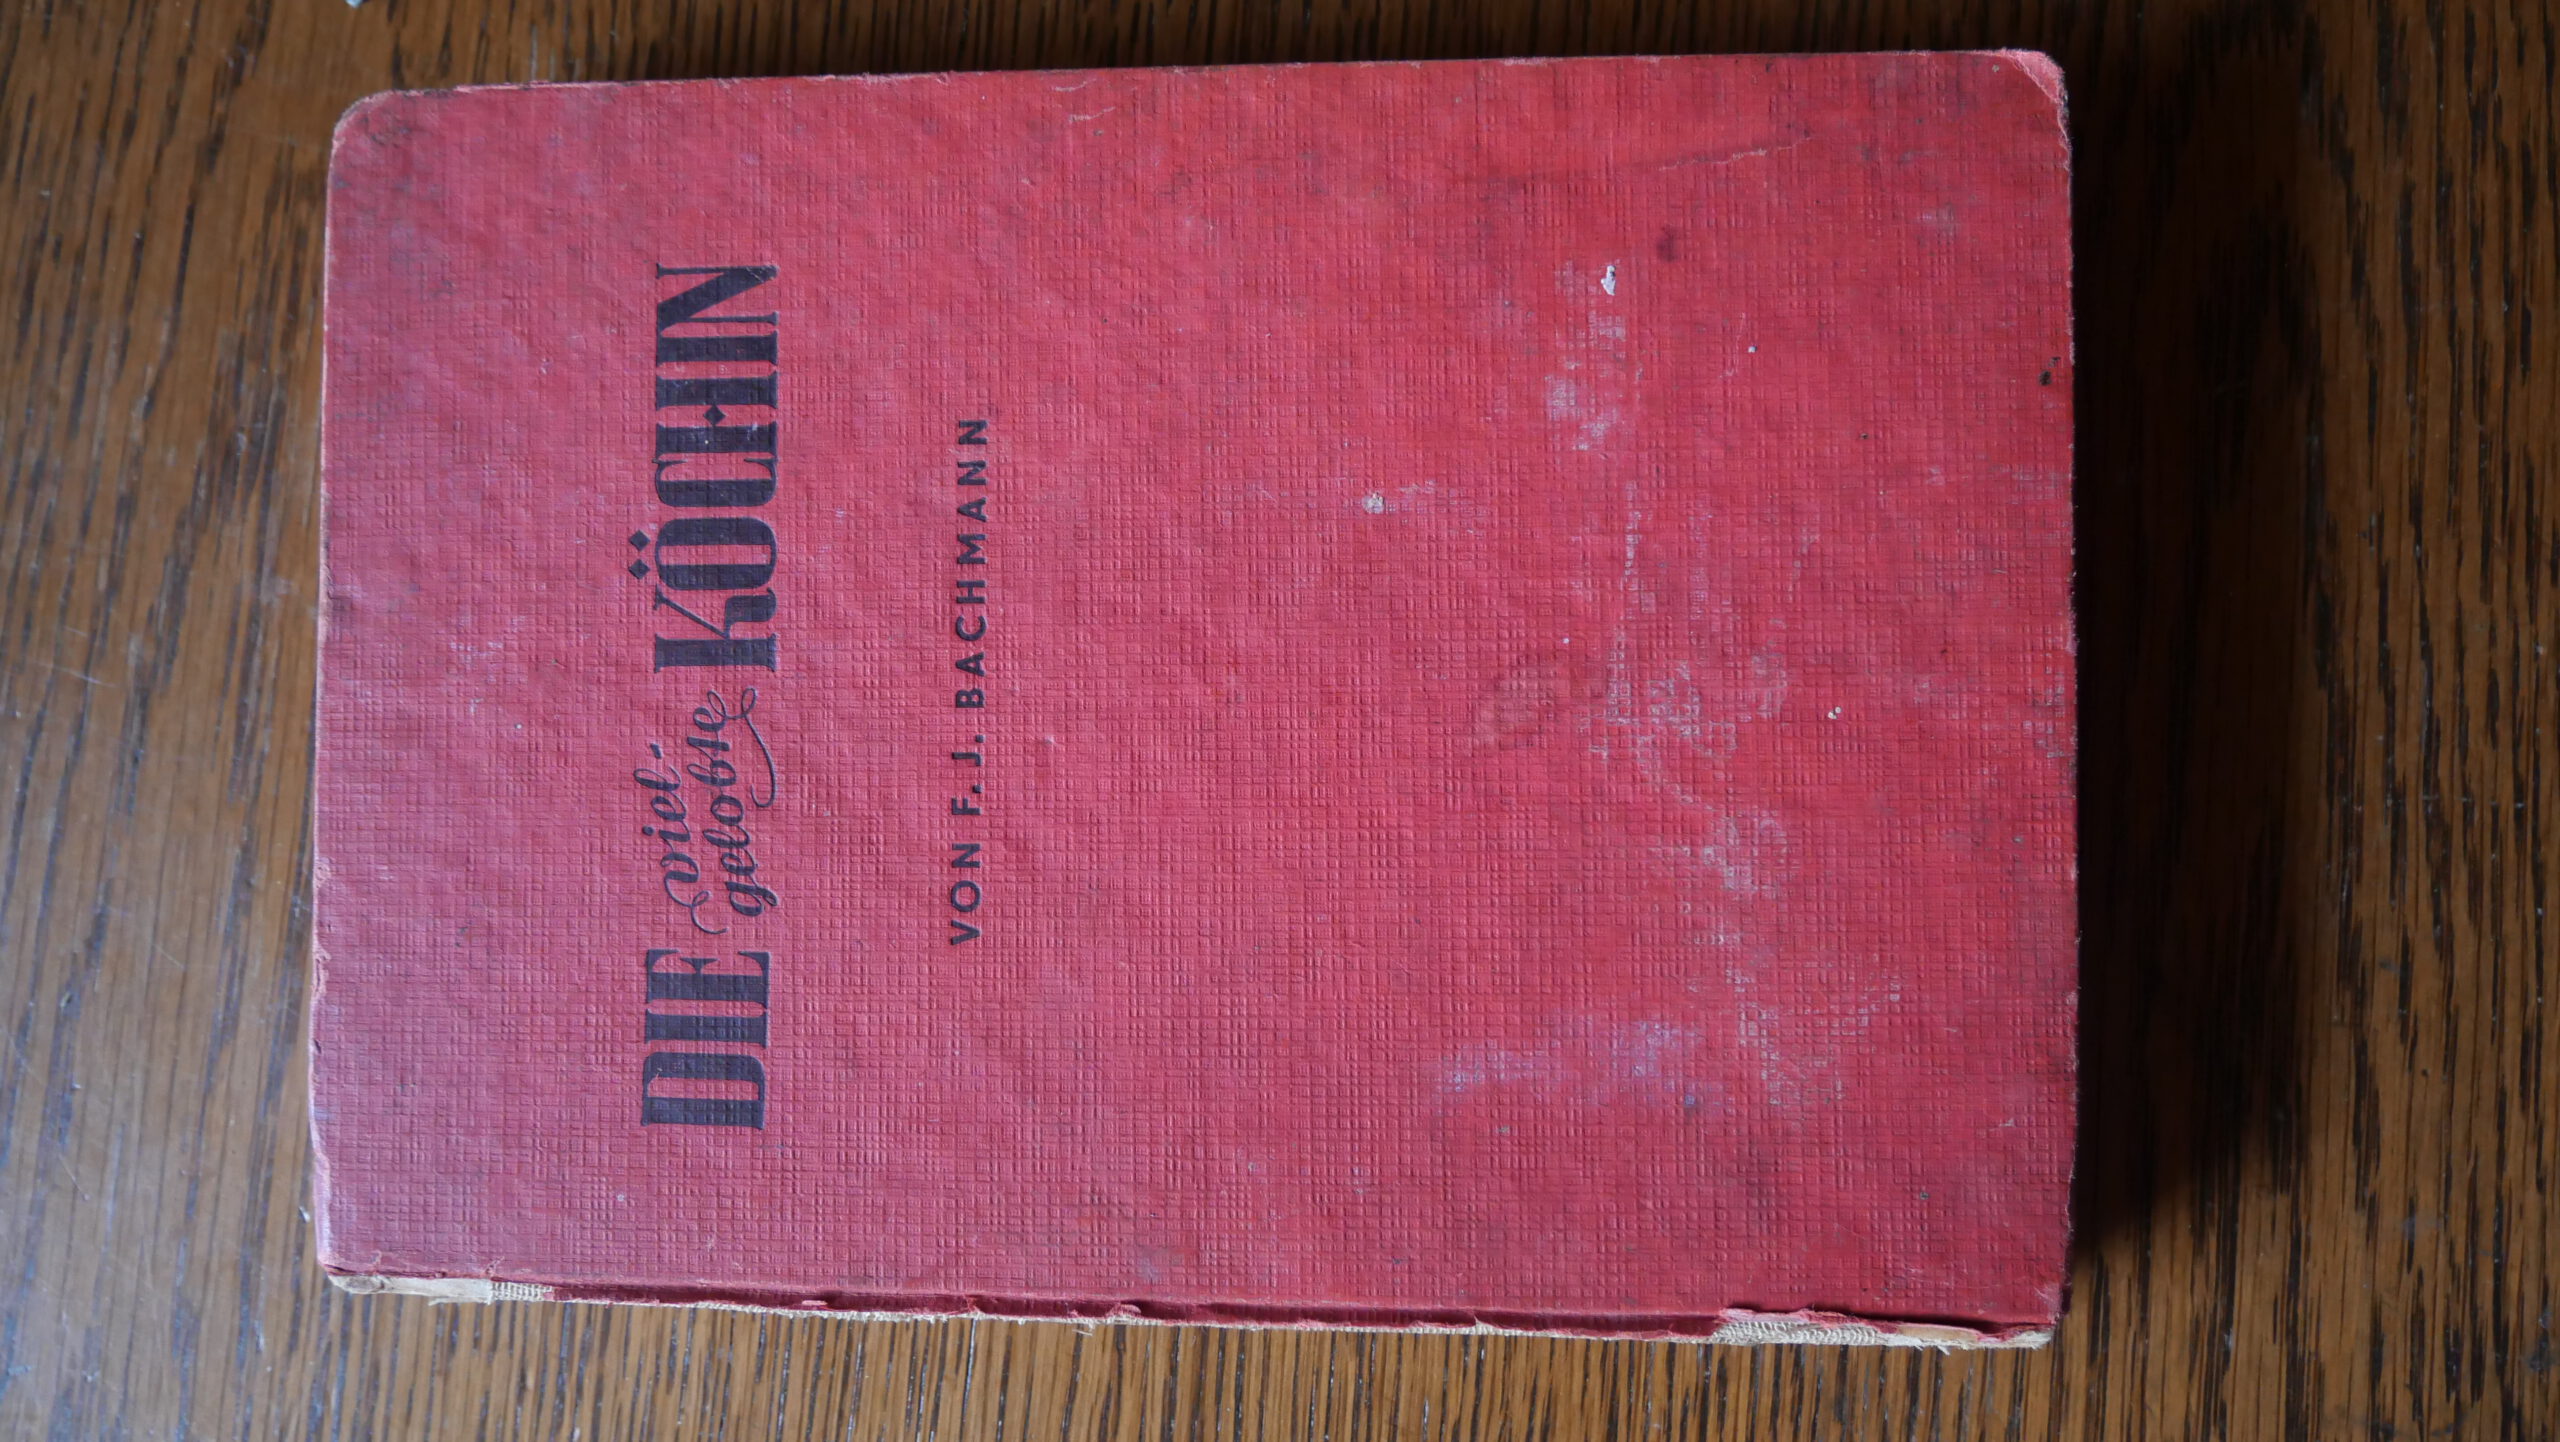 DIE viel-
gelobte KÖCHIN
VON F. J. BACHMANN